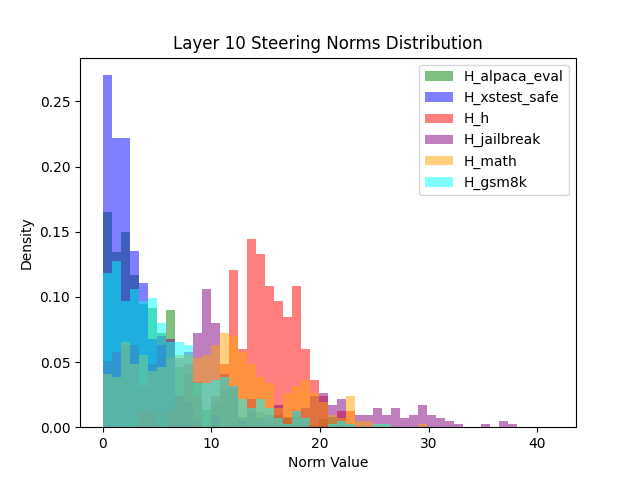 Layer 10 Steering Norms Distribution
H_alpaca_eval
H_xstest_safe
H_h
H_jailbreak
H_math
H_gsm8k
Density
0.25
0.20
0.15
0.10
0.05
0.00
0
10
20
30
40
Norm Value